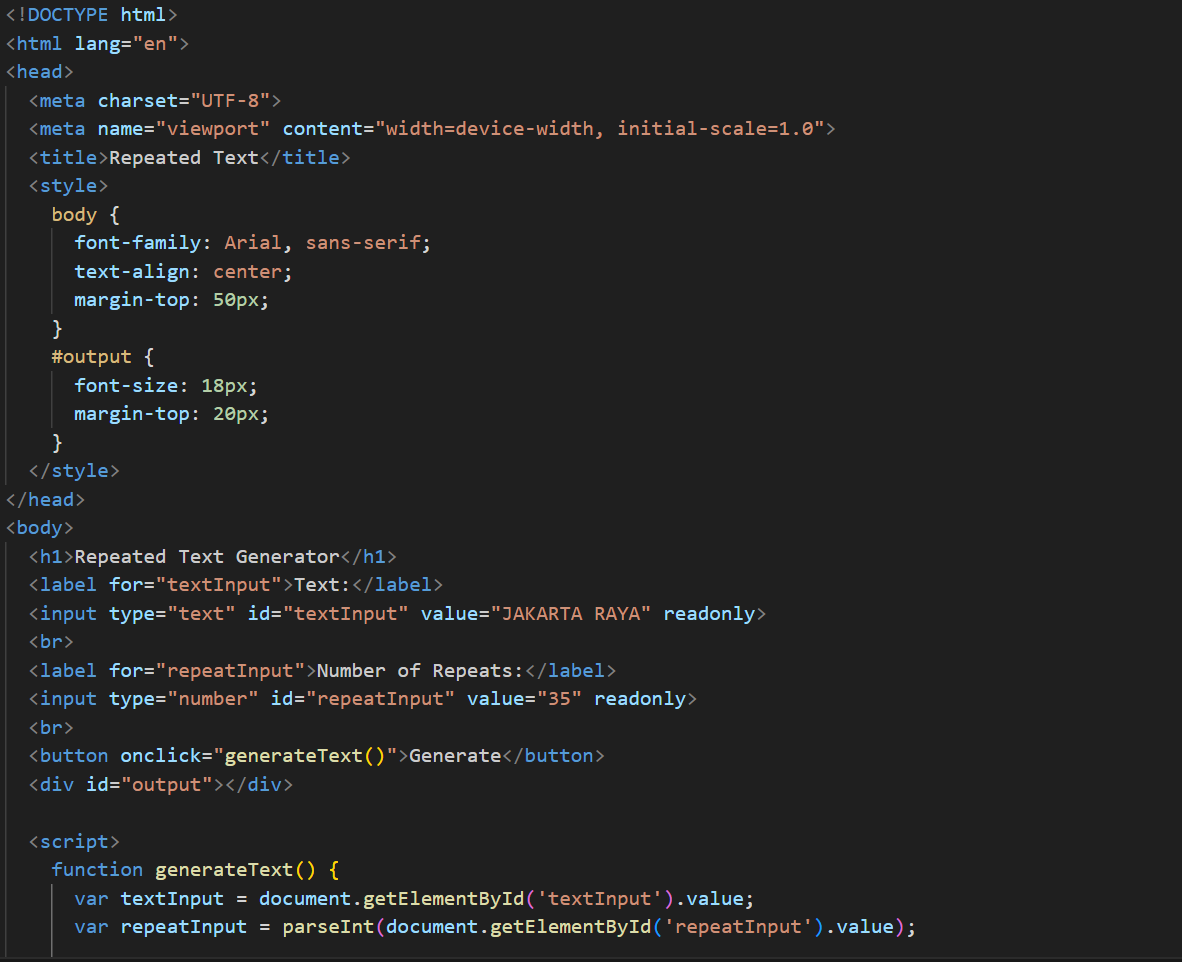 <!DOCTYPE html>
<html lang="en">
<head>
  <meta charset="UTF-8">
  <meta name="viewport" content="width=device-width, initial-scale=1.0">
  <title>Repeated Text</title>
  <style>
    body {
      font-family: Arial, sans-serif;
      text-align: center;
      margin-top: 50px;
    }
    #output {
      font-size: 18px;
      margin-top: 20px;
    }
  </style>
</head>
<body>
  <h1>Repeated Text Generator</h1>
  <label for="textInput">Text:</label>
  <input type="text" id="textInput" value="JAKARTA RAYA" readonly>
  <br>
  <label for="repeatInput">Number of Repeats:</label>
  <input type="number" id="repeatInput" value="35" readonly>
  <br>
  <button onclick="generateText()">Generate</button>
  <div id="output"></div>

  <script>
    function generateText() {
      var textInput = document.getElementById('textInput').value;
      var repeatInput = parseInt(document.getElementById('repeatInput').value);